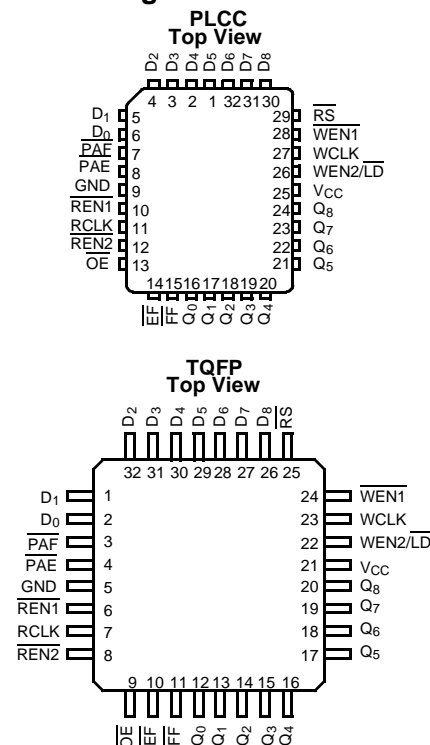 PLCC
Top View
D2 D3 D4 D5 D6 D7 D8
4 3 2 1 32 31 30
D1 5
D0 6
PAF 7
PAE 8
GND 9
REN1 10
RCLK 11
REN2 12
OE 13
29 RS
28 WEN1
27 WCLK
26 WEN2/LD
25 VCC
24 Q8
23 Q7
22 Q6
21 Q5
14 15 16 17 18 19 20
EF FF Q0 Q1 Q2 Q3 Q4
TQFP
Top View
D2 D3 D4 D5 D6 D7 D8 RS
32 31 30 29 28 27 26 25
D1 1
D0 2
PAF 3
PAE 4
GND 5
REN1 6
RCLK 7
REN2 8
24 WEN1
23 WCLK
22 WEN2/LD
21 VCC
20 Q8
19 Q7
18 Q6
17 Q5
9 10 11 12 13 14 15 16
OE EF FF Q0 Q1 Q2 Q3 Q4